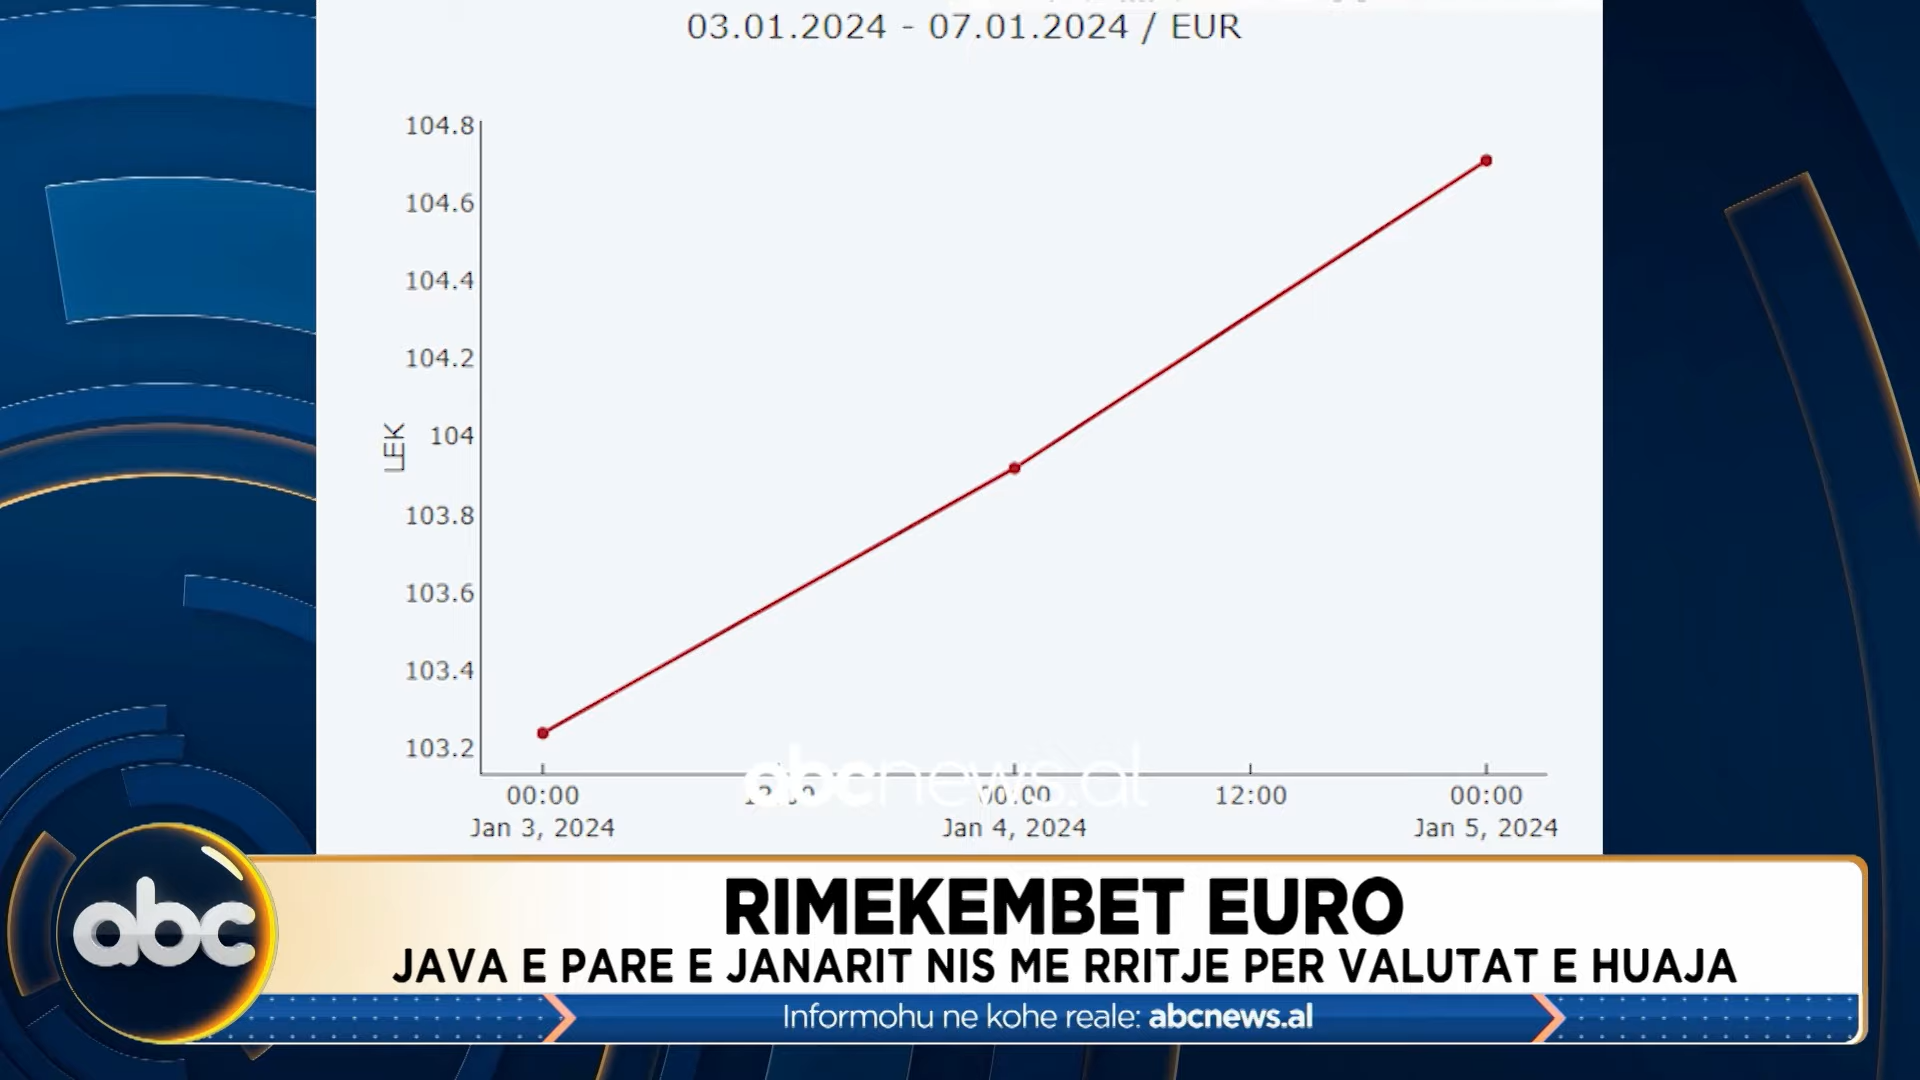 03.01.2024 - 07.01.2024 / EUR
104.8
104.6
104.4
104.2
104
103.8
103.6
103.4
103.2
LEK
00:00
00:00
12:00
00:00
Jan 3, 2024
Jan 4, 2024
Jan 5, 2024
abcnews.al
abc
RIMEKEMBET EURO
JAVA E PARE E JANARIT NIS ME RRITJE PER VALUTAT E HUAJA
Informohu ne kohe reale: abcnews.al